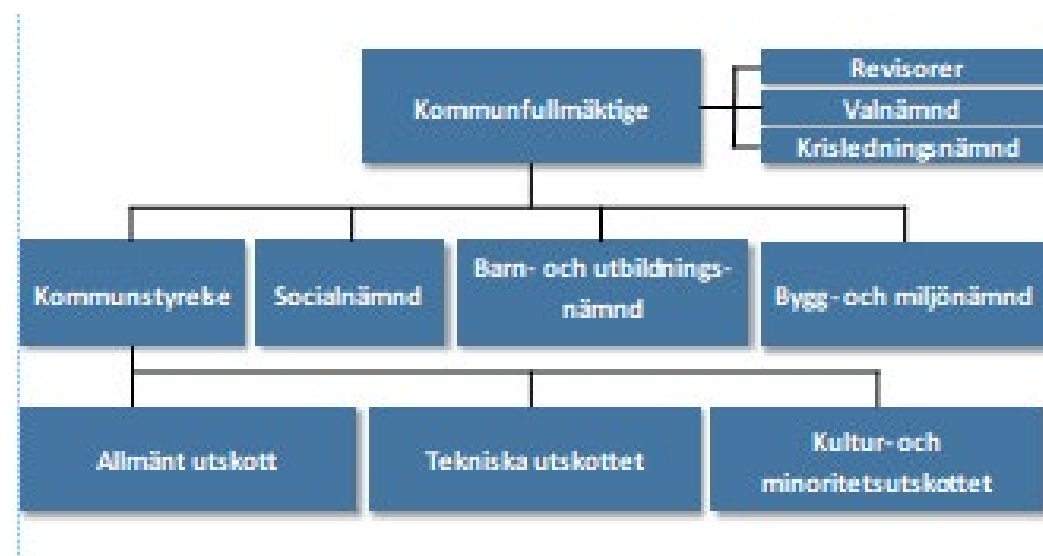 Kommunfullmäktige
Revisorer
Valnämnd
Krisledningsnämnd
Kommunstyrelse
Socialnämnd
Barn- och utbildnings-
nämnd
Bygg- och miljönämnd
Allmänt utskott
Tekniska utskottet
Kultur- och
minoritetsutskottet